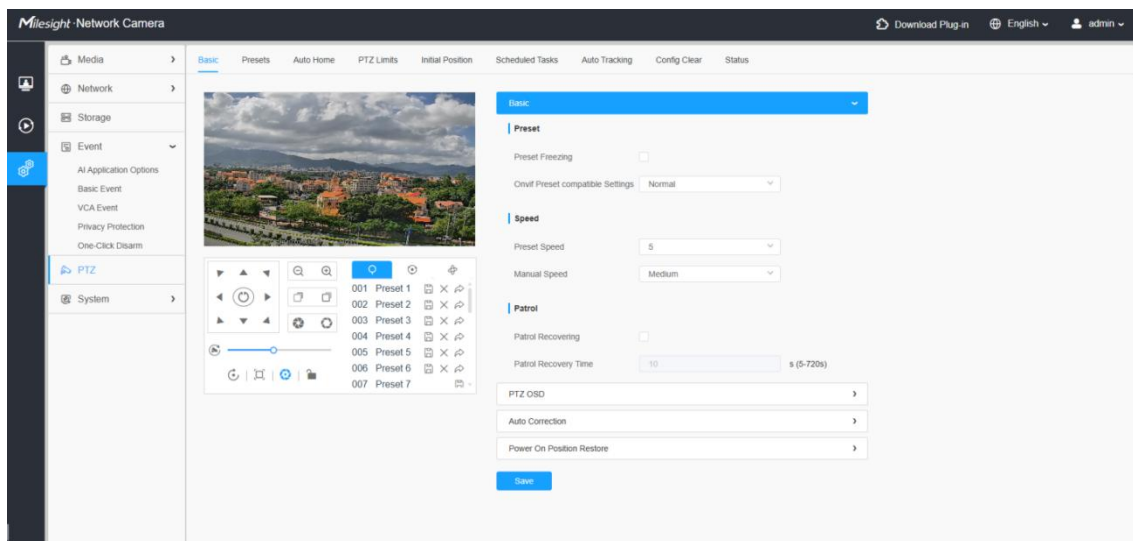 Milesight ·Network Camera
Download Plug-in
English
admin
Media
Network
Storage
Event
AI Application Options
Basic Event
VCA Event
Privacy Protection
One-Click Disarm
PTZ
System
Basic Presets Auto Home PTZ Limits Initial Position Scheduled Tasks Auto Tracking Config Clear Status
001 Preset 1
002 Preset 2
003 Preset 3
004 Preset 4
005 Preset 5
006 Preset 6
007 Preset 7
Basic
Preset
Preset Freezing
Onvif Preset compatible Settings Normal
Speed
Preset Speed 5
Manual Speed Medium
Patrol
Patrol Recovering
Patrol Recovery Time 10 s (5-720s)
PTZ OSD
Auto Correction
Power On Position Restore
Save